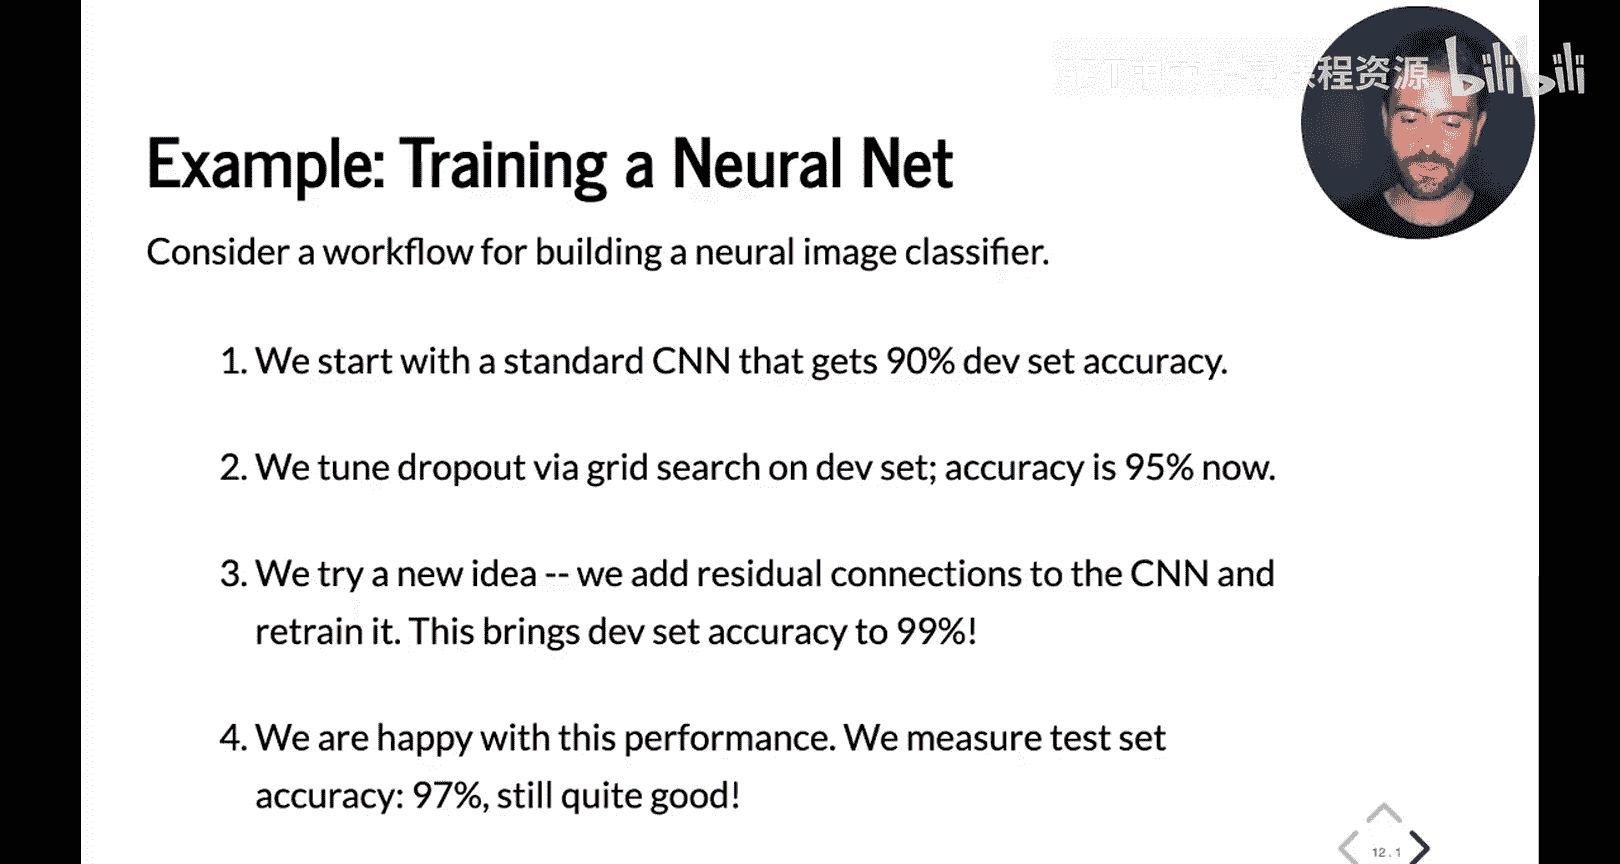 课程资源 bilibili
Example: Training a Neural Net
Consider a workflow for building a neural image classifier.
1. We start with a standard CNN that gets 90% dev set accuracy.
2. We tune dropout via grid search on dev set; accuracy is 95% now.
3. We try a new idea -- we add residual connections to the CNN and
retrain it. This brings dev set accuracy to 99%!
4. We are happy with this performance. We measure test set
accuracy: 97%, still quite good!
12.1